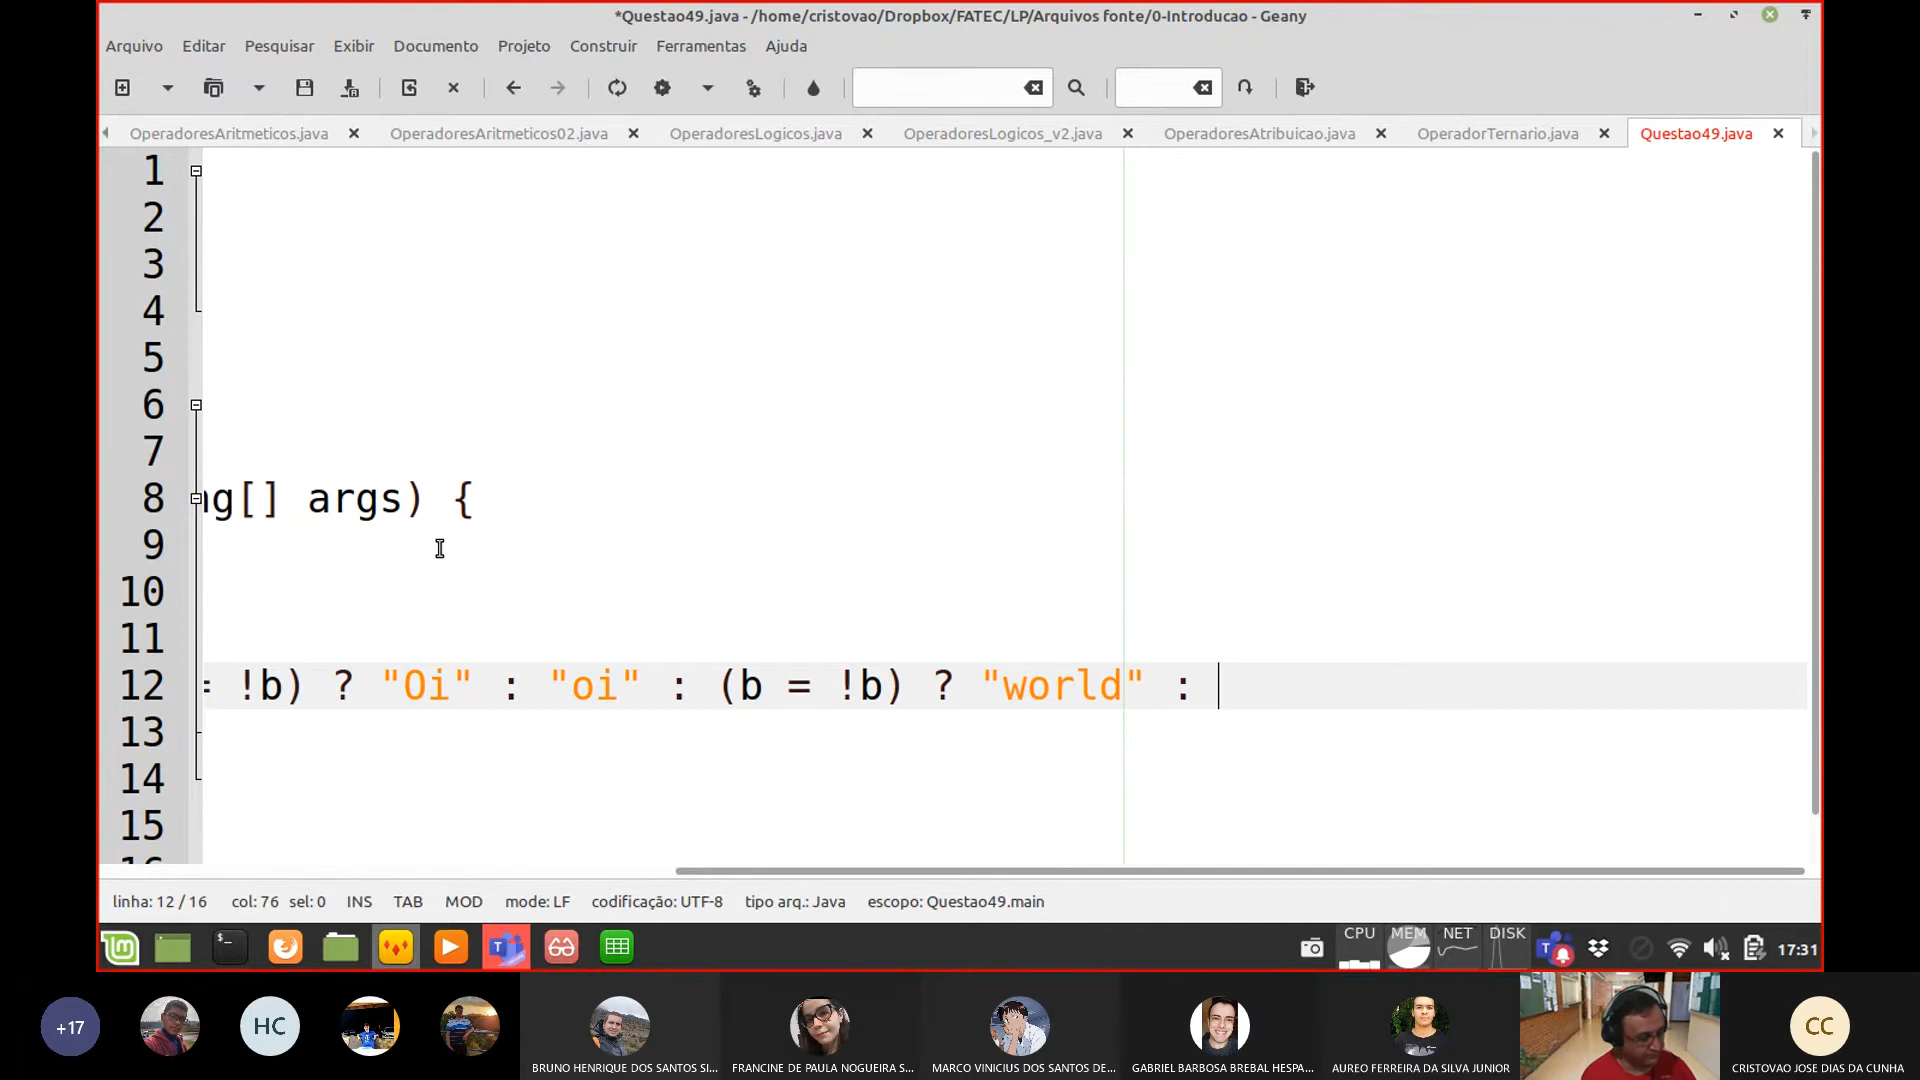 *Questao49.java - /home/cristovao/Dropbox/FATEC/LP/Arquivos fonte/0-Introducao - Geany
Arquivo Editar Pesquisar Exibir Documento Projeto Construir Ferramentas Ajuda
OperadoresAritmeticos.java OperadoresAritmeticos02.java OperadoresLogicos.java OperadoresLogicos_v2.java OperadoresAtribuicao.java OperadorTernario.java Questao49.java
1
2
3
4
5
6
7
8 ng[] args) {
9
10
11
12 = !b) ? "Oi" : "oi" : (b = !b) ? "world" :
13
14
15
16
linha: 12 / 16 col: 76 sel: 0 INS TAB MOD mode: LF codificação: UTF-8 tipo arq.: Java escopo: Questao49.main
CPU MEM NET DISK 17:31
+17 HC CC
BRUNO HENRIQUE DOS SANTOS SI... FRANCINE DE PAULA NOGUEIRA S... MARCO VINICIUS DOS SANTOS DE... GABRIEL BARBOSA BREBAL HESPA... AUREO FERREIRA DA SILVA JUNIOR CRISTOVAO JOSE DIAS DA CUNHA